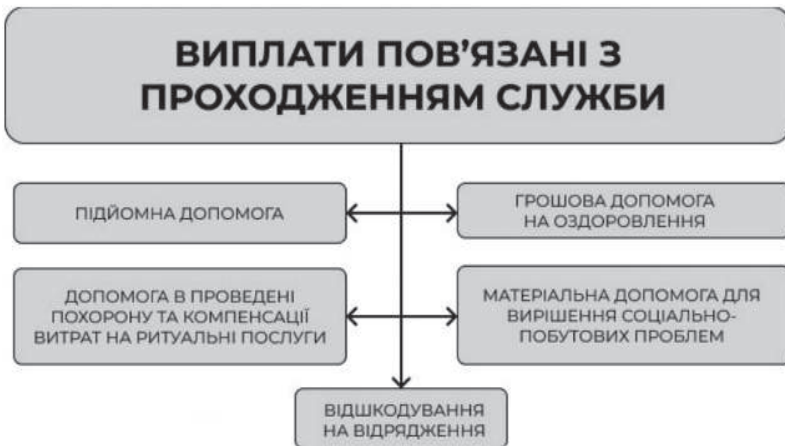 ВИПЛАТИ ПОВ’ЯЗАНІ З
ПРОХОДЖЕННЯМ СЛУЖБИ
ПІДЙОМНА ДОПОМОГА
ГРОШОВА ДОПОМОГА
НА ОЗДОРОВЛЕННЯ
ДОПОМОГА В ПРОВЕДЕНІ
ПОХОРОНУ ТА КОМПЕНСАЦІЇ
ВИТРАТ НА РИТУАЛЬНІ ПОСЛУГИ
МАТЕРІАЛЬНА ДОПОМОГА ДЛЯ
ВИРІШЕННЯ СОЦІАЛЬНО-
ПОБУТОВИХ ПРОБЛЕМ
ВІДШКОДУВАННЯ
НА ВІДРЯДЖЕННЯ